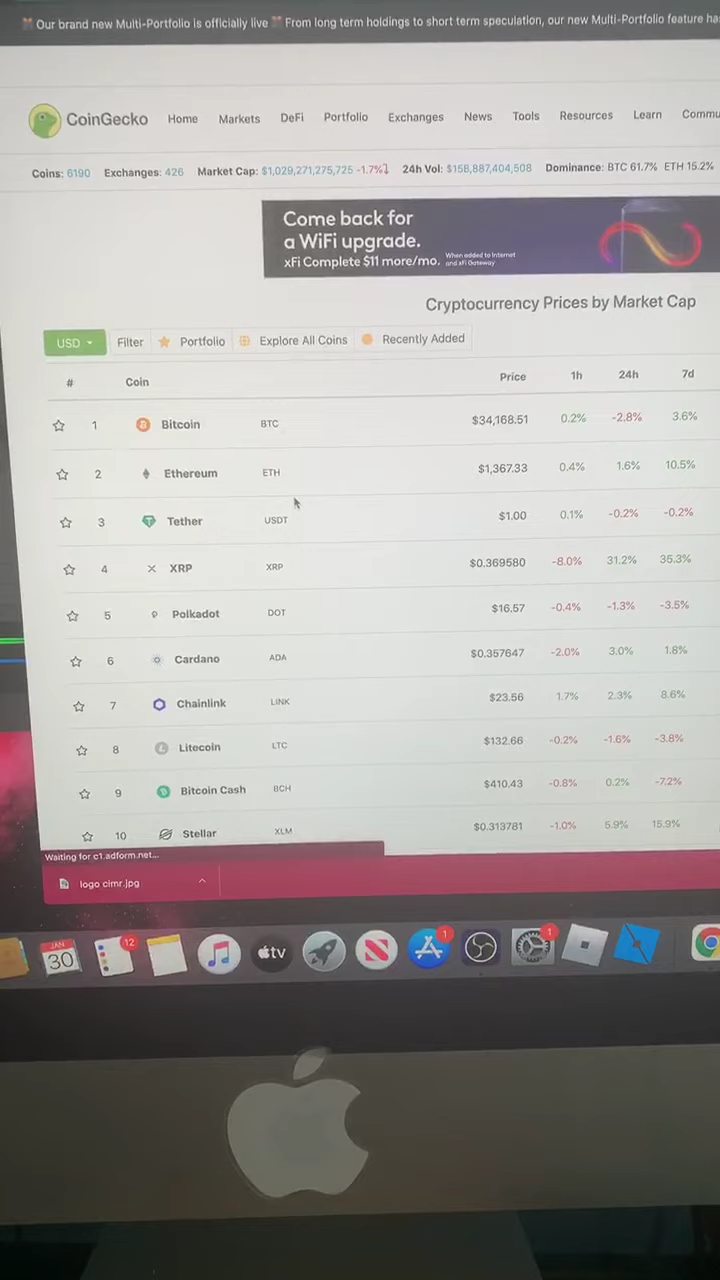 Our brand new Multi-Portfolio is officially live From long term holdings to short term speculation, our new Multi-Portfolio feature
CoinGecko Home Markets DeFi Portfolio Exchanges News Tools Resources Learn
Coins: 6190 Exchanges: 426 Market Cap: $1,029,271,275,725 -1.7% 24h Vol: $158,887,404,508 Dominance: BTC 61.7% ETH 15.2%
Come back for
a WiFi upgrade.
xFi Complete $11 more/mo. When added to Internet
and xFi Gateway
Cryptocurrency Prices by Market Cap
USD Filter Portfolio Explore All Coins Recently Added
# Coin Price 1h 24h 7d
1 Bitcoin BTC $34,168.51 0.2% -2.8% 3.6%
2 Ethereum ETH $1,367.33 0.4% 1.6% 10.5%
3 Tether USDT $1.00 0.1% -0.2% -0.2%
4 XRP XRP $0.369580 -8.0% 31.2% 35.3%
5 Polkadot DOT $16.57 -0.4% -1.3% -3.5%
6 Cardano ADA $0.357647 -2.0% 3.0% 1.8%
7 Chainlink LINK $23.56 1.7% 2.3% 8.6%
8 Litecoin LTC $132.66 -0.2% -1.6% -3.8%
9 Bitcoin Cash BCH $410.43 -0.8% 0.2% -7.2%
10 Stellar XLM $0.313781 -1.0% 5.9% 15.9%
Waiting for c1.adform.net...
logo cimr.jpg
JAN
30
12
tv
1
1